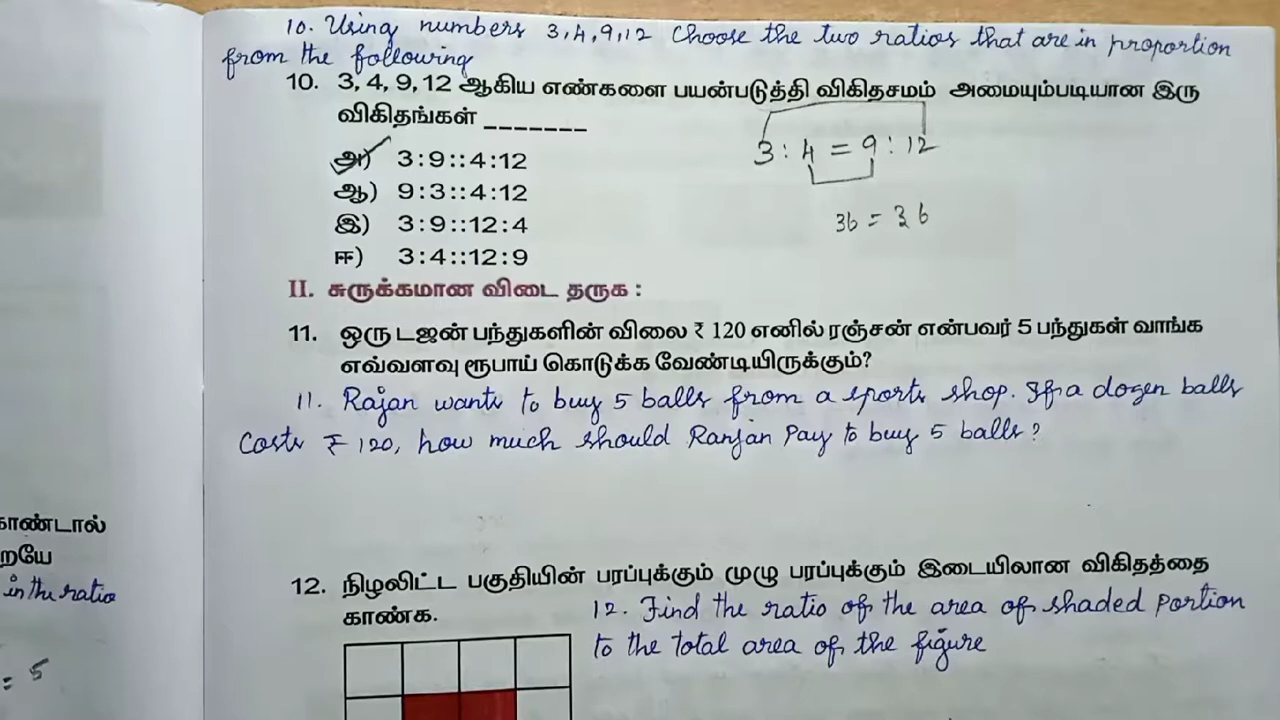 10. Using numbers 3,4,9,12 Choose the two ratios that are in proportion
from the following
10. 3, 4, 9, 12 ஆகிய எண்களை பயன்படுத்தி விகிதசமம் அமையும்படியான இரு
விகிதங்கள் _______
அ) 3:9::4:12
ஆ) 9:3::4:12
இ) 3:9::12:4
ஈ) 3:4::12:9
3 : 4 = 9 : 12
36 = 36
II. சுருக்கமான விடை தருக :
11. ஒரு டஜன் பந்துகளின் விலை ₹ 120 எனில் ரஞ்சன் என்பவர் 5 பந்துகள் வாங்க
எவ்வளவு ரூபாய் கொடுக்க வேண்டியிருக்கும்?
11. Rajan wants to buy 5 balls from a sports shop. If a dozen balls
Costs ₹ 120, how much should Ranjan Pay to buy 5 balls?
காண்டால்
றயே
in the ratio
= 5
12. நிழலிட்ட பகுதியின் பரப்புக்கும் முழு பரப்புக்கும் இடையிலான விகிதத்தை
காண்க.
12. Find the ratio of the area of shaded Portion
to the total area of the figure